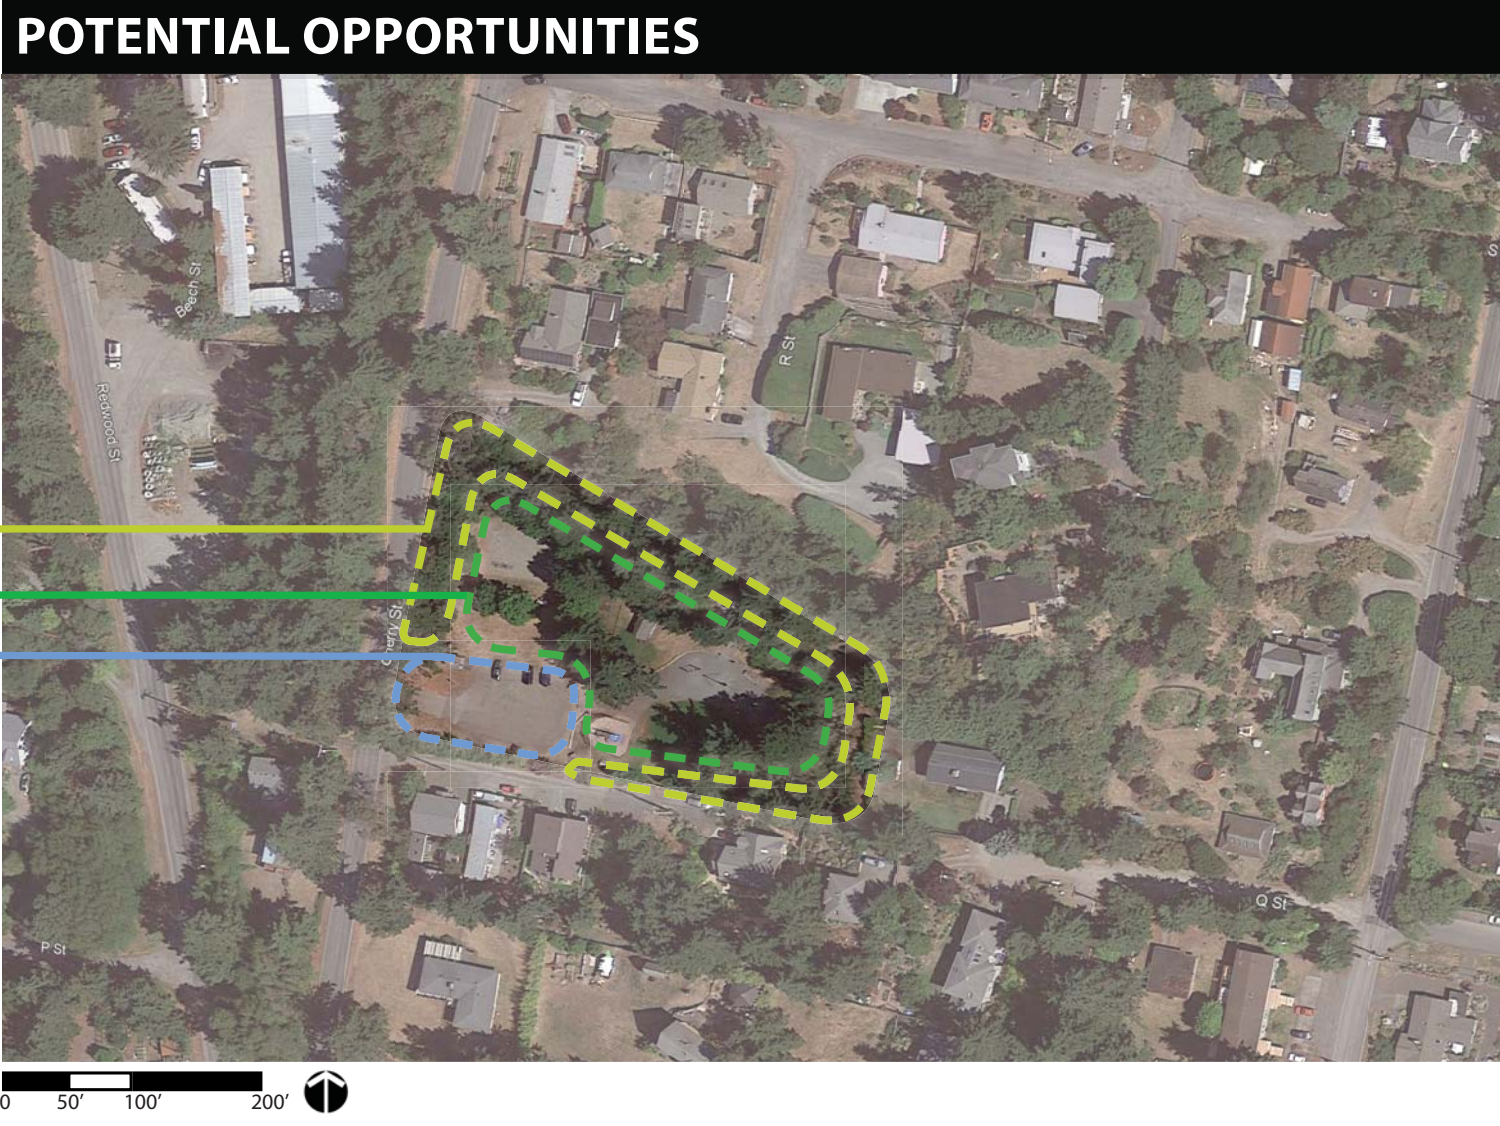 POTENTIAL OPPORTUNITIES
Beech St
S
R St
Redwood St
Cherry St
Q St
P St
0 50’ 100’ 200’